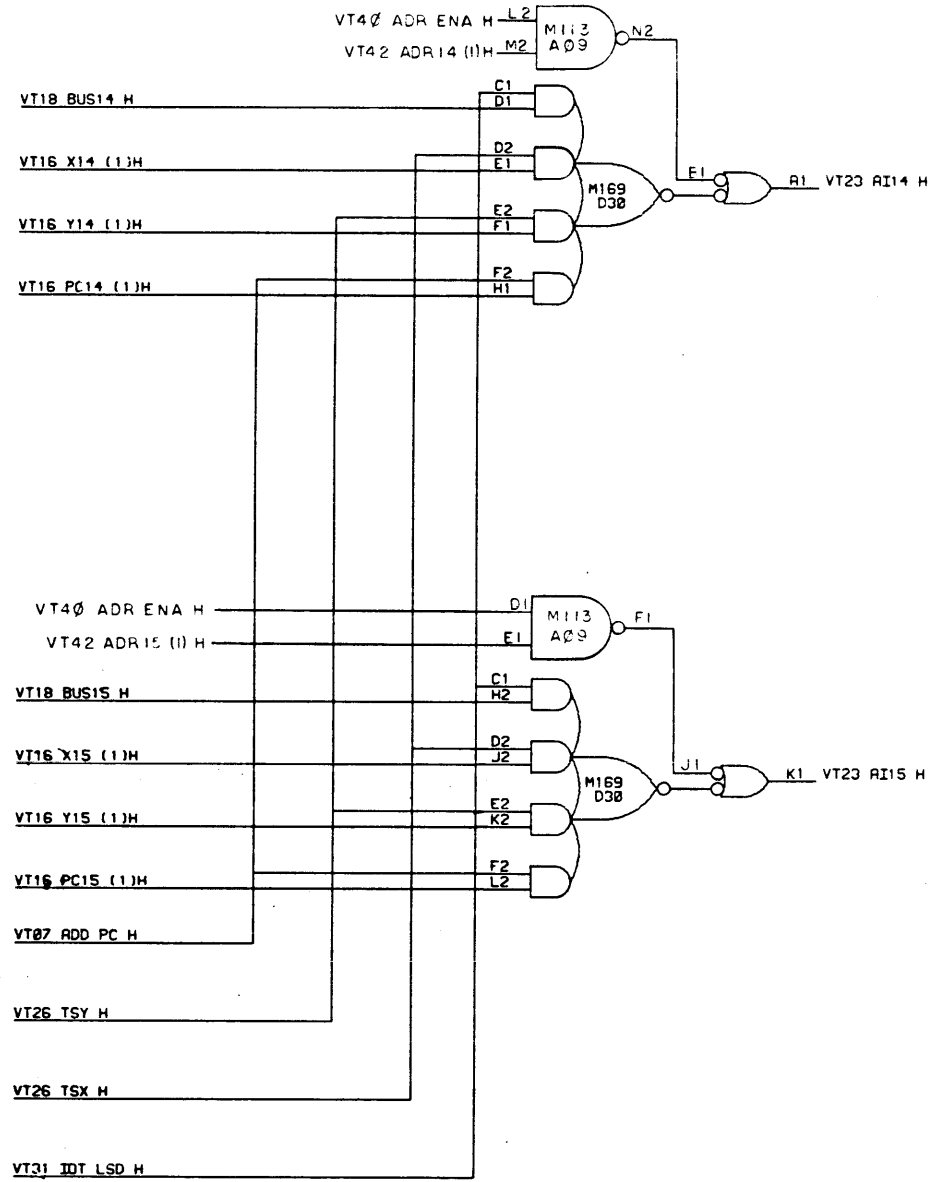 VT4Ø ADR ENA H L2
VT42 ADR14 (1)H M2
M113
AØ9
N2
VT18 BUS14 H
C1
D1
VT16 X14 (1)H
D2
E1
M169
D30
E1
R1 VT23 AI14 H
VT16 Y14 (1)H
E2
F1
VT16 PC14 (1)H
F2
H1
VT4Ø ADR ENA H
D1
VT42 ADR15 (1) H
E1
M113
AØ9
F1
VT18 BUS15 H
C1
H2
VT16 X15 (1)H
D2
J2
M169
D30
J1
K1 VT23 AI15 H
VT16 Y15 (1)H
E2
K2
VT16 PC15 (1)H
F2
L2
VT07 ADD PC H
VT26 TSY H
VT26 TSX H
VT31 IOT LSD H